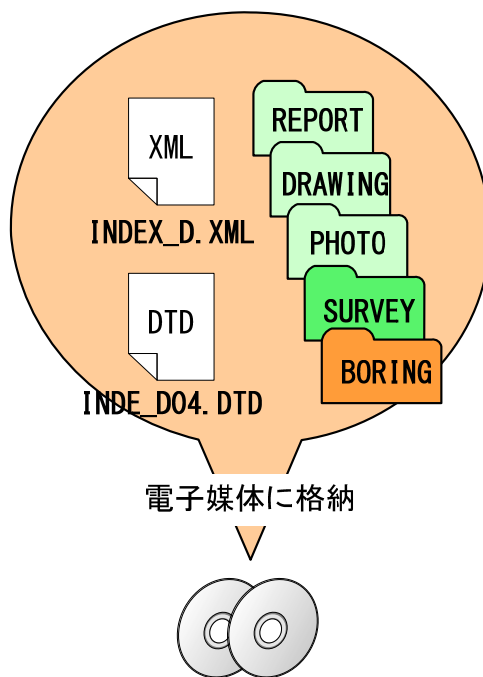 XML
INDEX_D.XML
DTD
INDE_D04.DTD
REPORT
DRAWING
PHOTO
SURVEY
BORING
電子媒体に格納